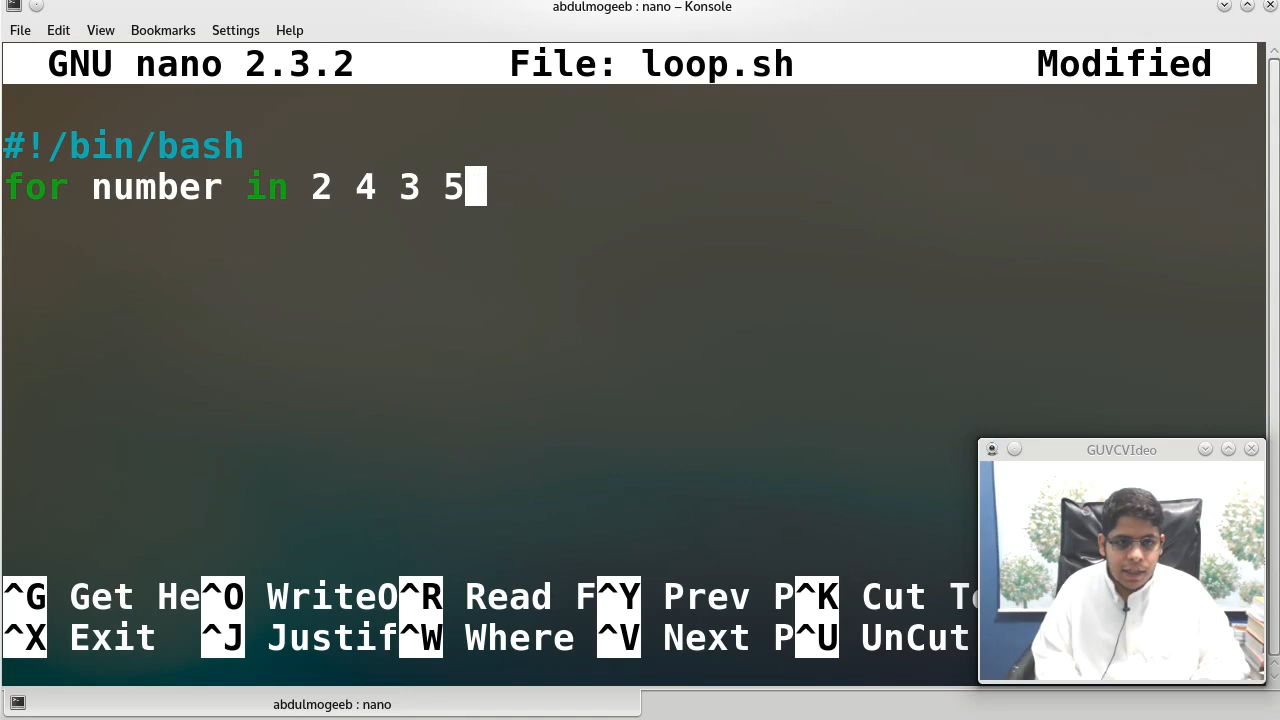 abdulmogeeb : nano – Konsole
File Edit View Bookmarks Settings Help
GNU nano 2.3.2 File: loop.sh Modified
#!/bin/bash
for number in 2 4 3 5
GUVCVIdeo
^G Get He^O WriteO^R Read F^Y Prev P^K Cut Te
^X Exit ^J Justif^W Where ^V Next P^U UnCut
abdulmogeeb : nano